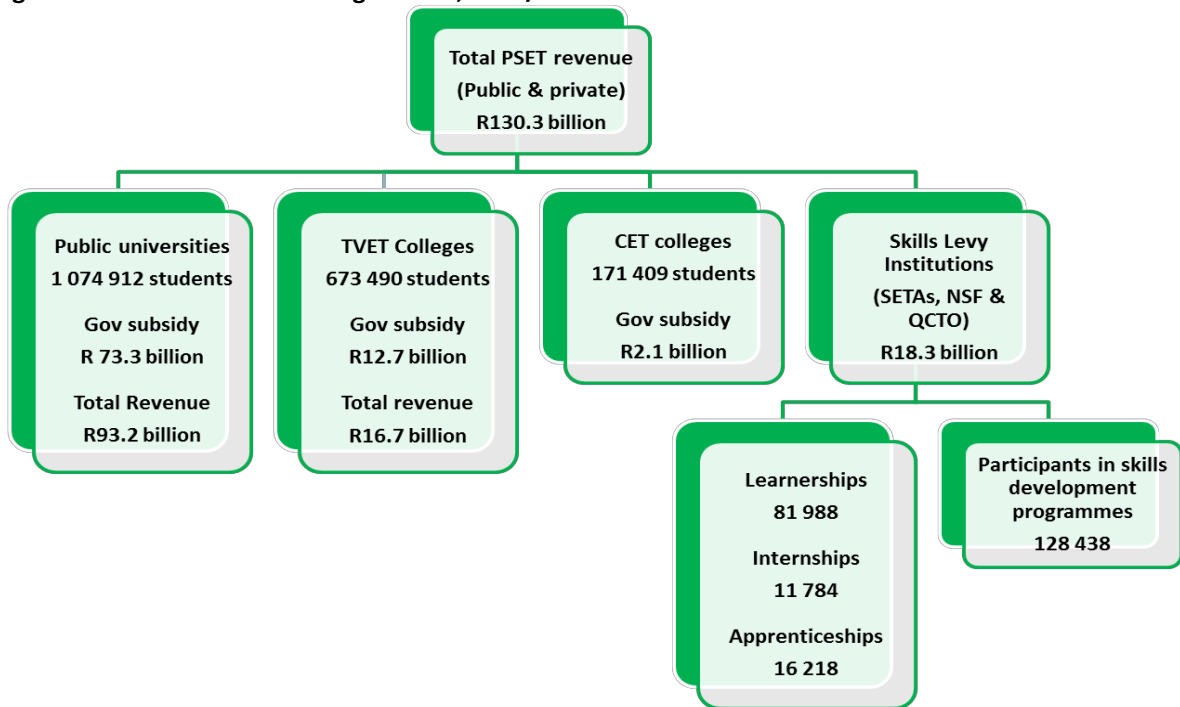 Total PSET revenue
(Public & private)
R130.3 billion
Public universities
1 074 912 students
Gov subsidy
R 73.3 billion
Total Revenue
R93.2 billion
TVET Colleges
673 490 students
Gov subsidy
R12.7 billion
Total revenue
R16.7 billion
CET colleges
171 409 students
Gov subsidy
R2.1 billion
Skills Levy
Institutions
(SETAs, NSF &
QCTO)
R18.3 billion
Learnerships
81 988
Internships
11 784
Apprenticeships
16 218
Participants in skills
development
programmes
128 438